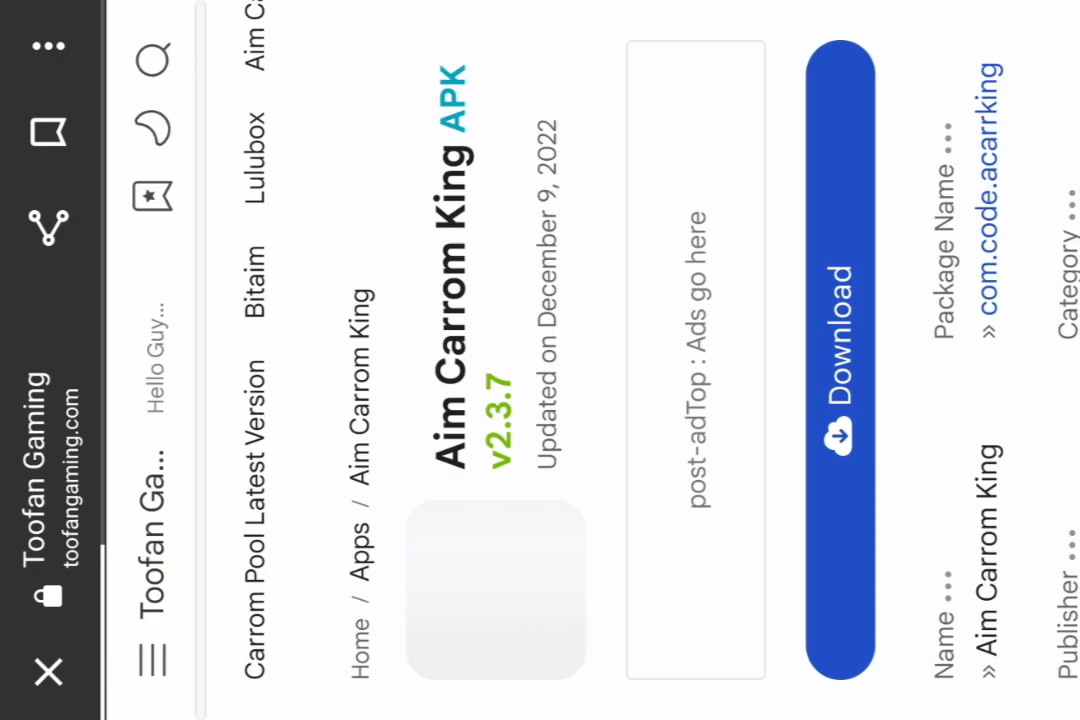 Toofan Gaming
toofangaming.com
Toofan Ga... Hello Guy...
Carrom Pool Latest Version Bitaim Lulubox Aim Ca
Home / Apps / Aim Carrom King
Aim Carrom King APK
v2.3.7
Updated on December 9, 2022
post-adTop : Ads go here
Download
Name ••• Package Name •••
» Aim Carrom King » com.code.acarrking
Publisher ••• Category •••